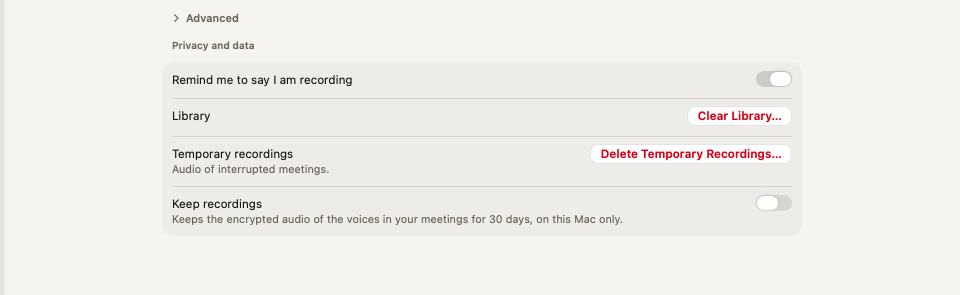 Advanced
Privacy and data
Remind me to say I am recording
Library
Clear Library...
Temporary recordings
Delete Temporary Recordings...
Audio of interrupted meetings.
Keep recordings
Keeps the encrypted audio of the voices in your meetings for 30 days, on this Mac only.